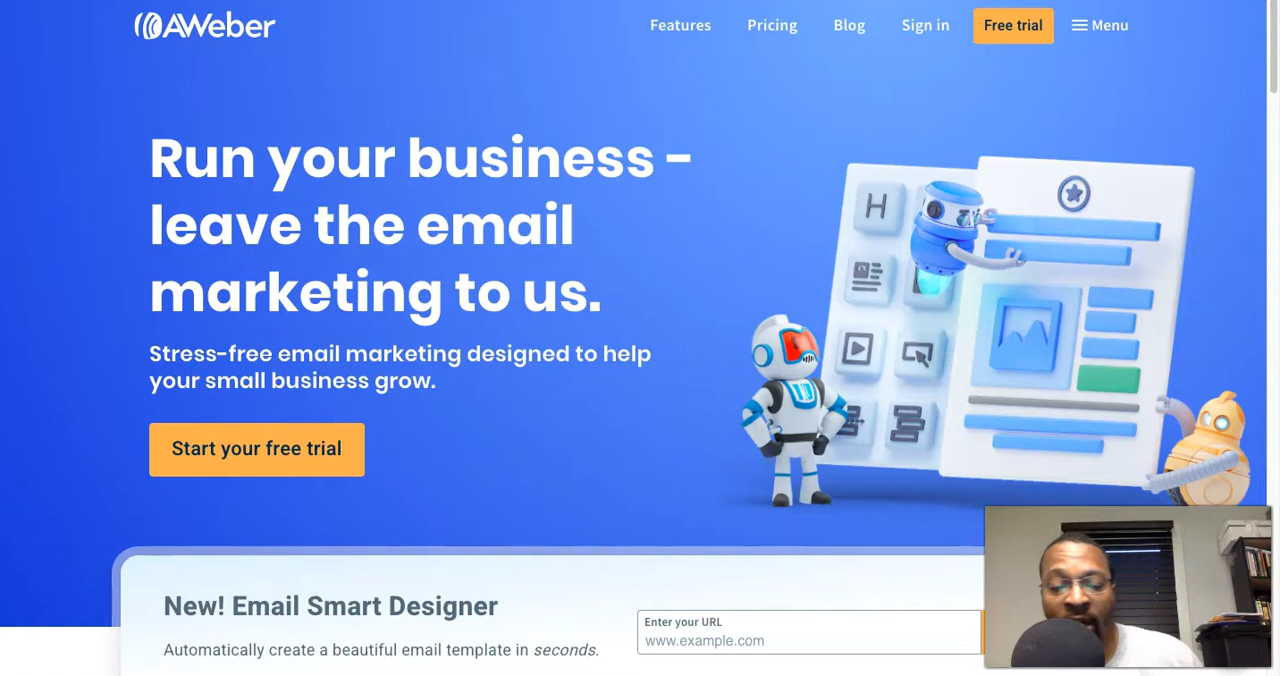 AWeber
Features
Pricing
Blog
Sign in
Free trial
Menu
Run your business -
leave the email
marketing to us.
Stress-free email marketing designed to help
your small business grow.
Start your free trial
H
New! Email Smart Designer
Automatically create a beautiful email template in seconds.
Enter your URL
www.example.com